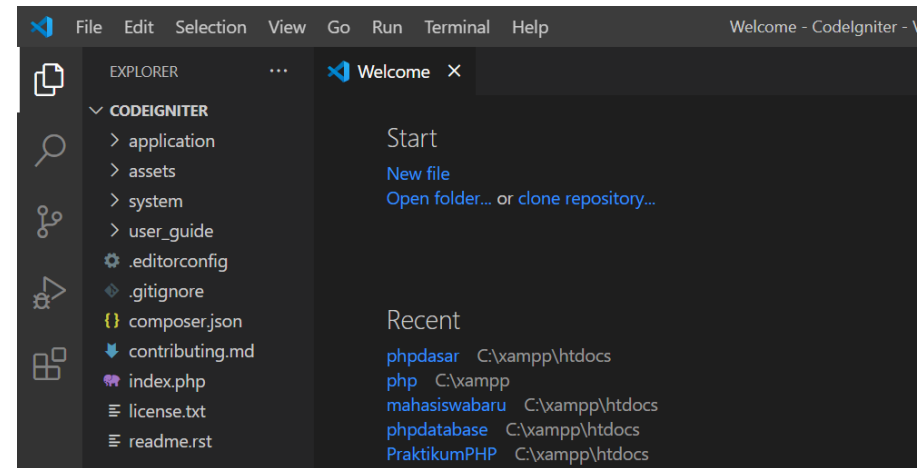 File Edit Selection View Go Run Terminal Help
Welcome - CodeIgniter - V
EXPLORER ...
CODEIGNITER
application
assets
system
user_guide
.editorconfig
.gitignore
{} composer.json
contributing.md
index.php
license.txt
readme.rst
Welcome
Start
New file
Open folder... or clone repository...
Recent
phpdasar C:\xampp\htdocs
php C:\xampp
mahasiswabaru C:\xampp\htdocs
phpdatabase C:\xampp\htdocs
PraktikumPHP C:\xampp\htdocs